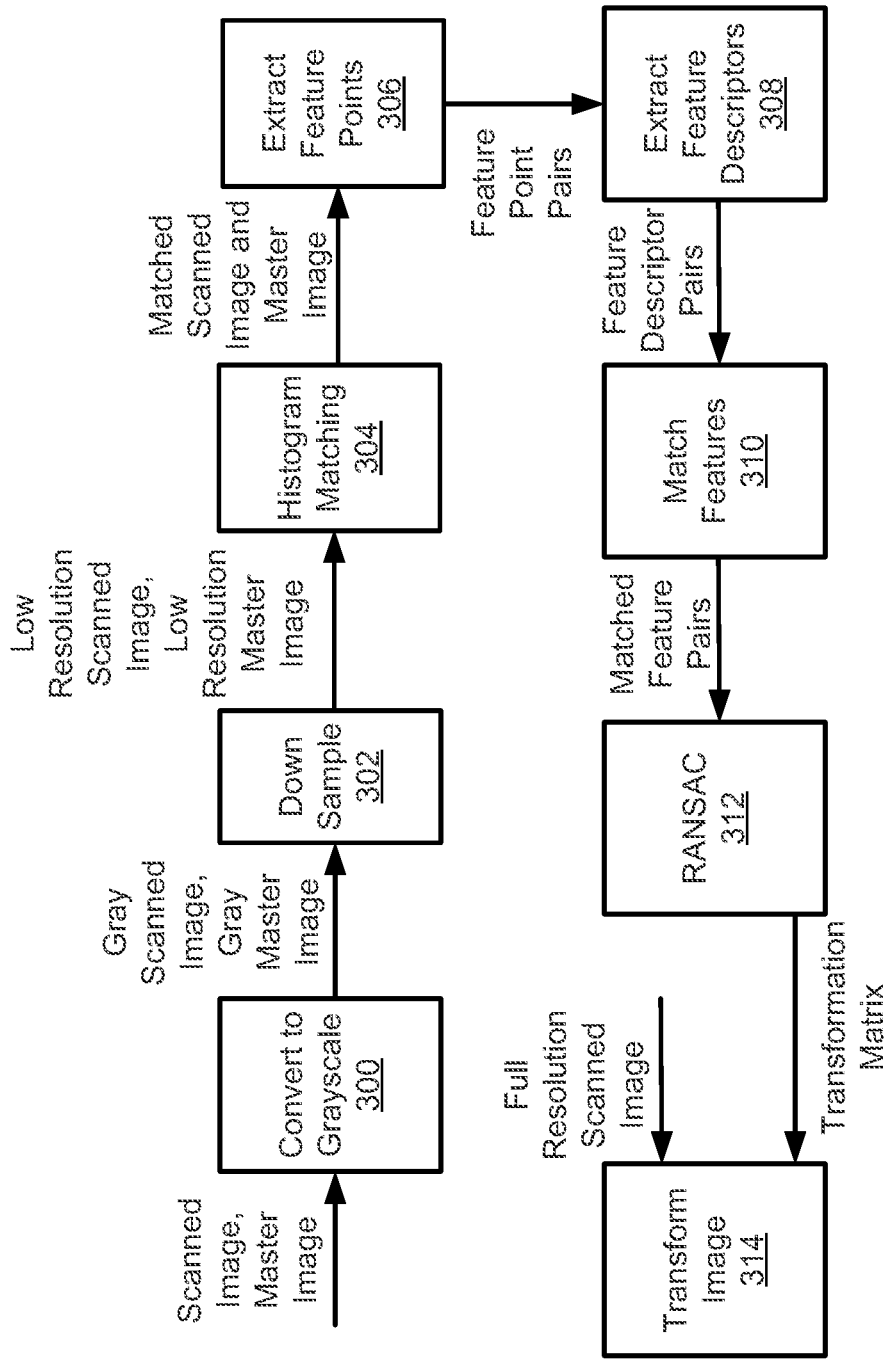 Scanned
Image,
Master
Image
Convert to
Grayscale
300
Gray
Scanned
Image,
Gray
Master
Image
Down
Sample
302
Low
Resolution
Scanned
Image,
Low
Resolution
Master
Image
Histogram
Matching
304
Matched
Scanned
Image and
Master
Image
Extract
Feature
Points
306
Feature
Point
Pairs
Extract
Feature
Descriptors
308
Feature
Descriptor
Pairs
Match
Features
310
Matched
Feature
Pairs
RANSAC
312
Transformation
Matrix
Full
Resolution
Scanned
Image
Transform
Image
314